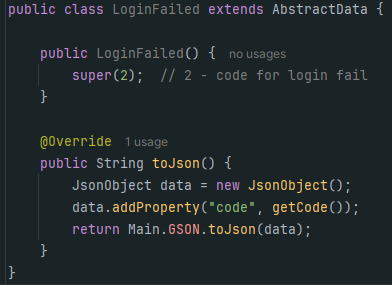 public class LoginFailed extends AbstractData {
public LoginFailed() { no usages
super(2); // 2 - code for login fail
}
@Override 1 usage
public String toJson() {
JsonObject data = new JsonObject();
data.addProperty("code", getCode());
return Main.GSON.toJson(data);
}
}